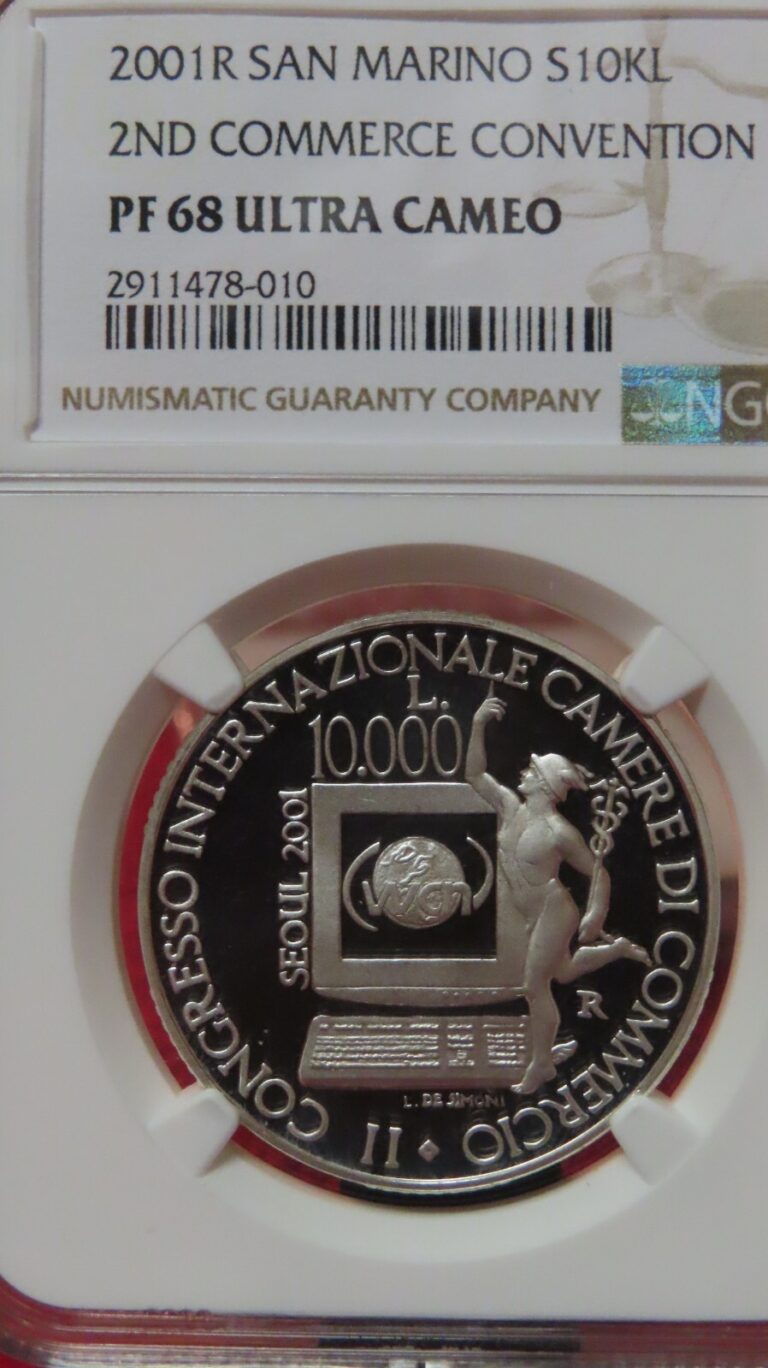 2001R SAN MARINO S10KL
2ND COMMERCE CONVENTION
PF 68 ULTRA CAMEO
2911478-010
NUMISMATIC GUARANTY COMPANY
NG
II CONGRESSO INTERNAZIONALE CAMERE DI COMMERCIO
L.
10.000
SEOUL 2001
R
L. DE SIMONI